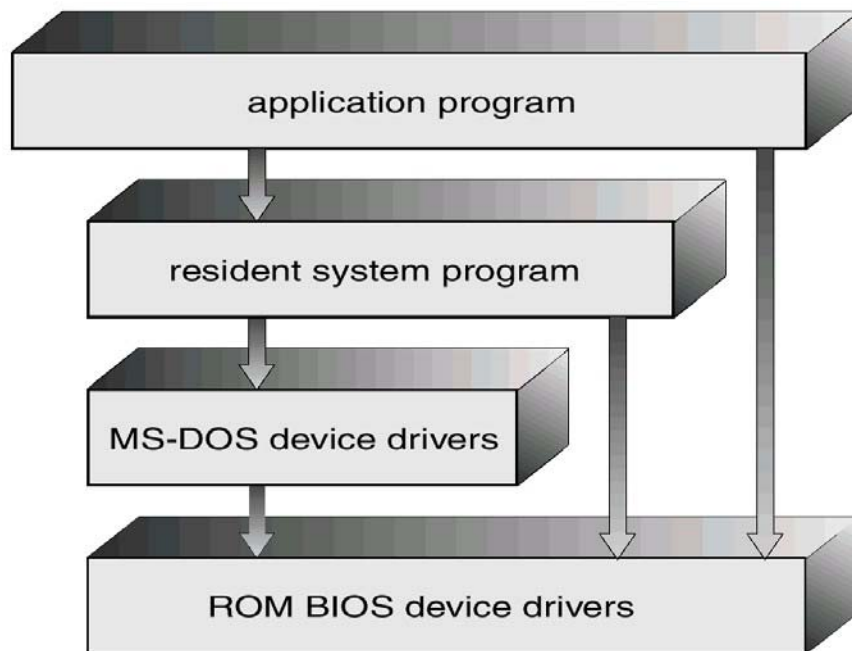 application program
resident system program
MS-DOS device drivers
ROM BIOS device drivers